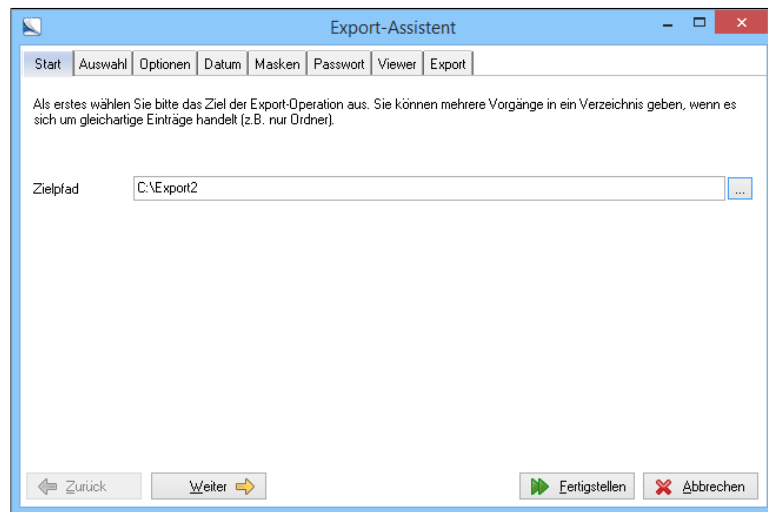 Export-Assistent
Start Auswahl Optionen Datum Masken Passwort Viewer Export
Als erstes wählen Sie bitte das Ziel der Export-Operation aus. Sie können mehrere Vorgänge in ein Verzeichnis geben, wenn es
sich um gleichartige Einträge handelt (z.B. nur Ordner).
Zielpfad C:\Export2 ...
Zurück Weiter Fertigstellen Abbrechen